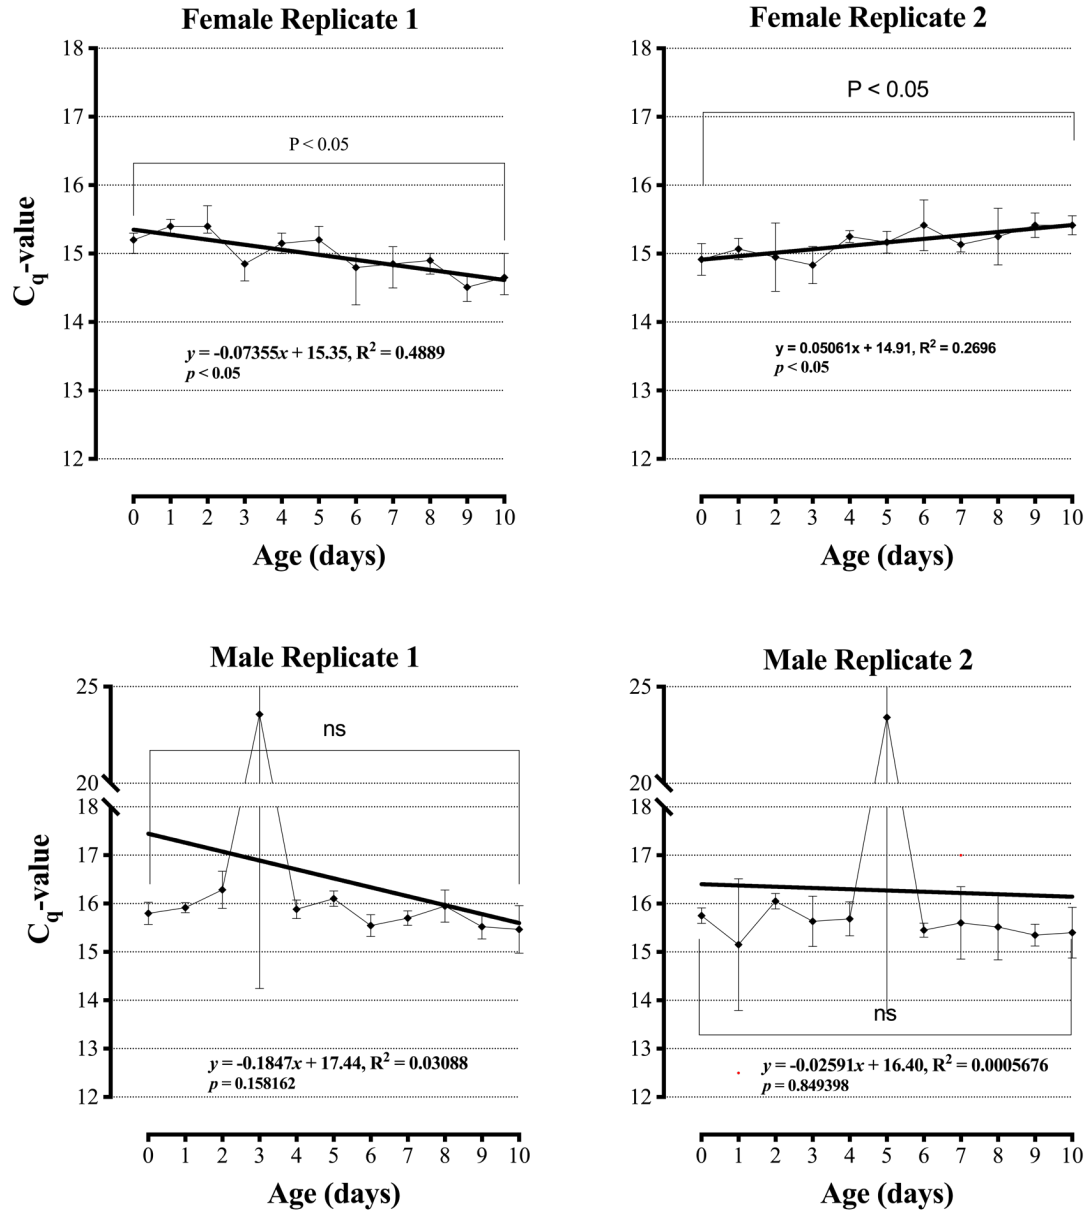 Female Replicate 1
18
17
16
15
14
13
12
C_q-value
P < 0.05
y = -0.07355x + 15.35, R² = 0.4889
p < 0.05
0 1 2 3 4 5 6 7 8 9 10
Age (days)
Female Replicate 2
18
17
16
15
14
13
12
P < 0.05
y = 0.05061x + 14.91, R² = 0.2696
p < 0.05
0 1 2 3 4 5 6 7 8 9 10
Age (days)
Male Replicate 1
25
20
18
17
16
15
14
13
12
C_q-value
ns
y = -0.1847x + 17.44, R² = 0.03088
p = 0.158162
0 1 2 3 4 5 6 7 8 9 10
Age (days)
Male Replicate 2
25
20
18
17
16
15
14
13
12
ns
y = -0.02591x + 16.40, R² = 0.0005676
p = 0.849398
0 1 2 3 4 5 6 7 8 9 10
Age (days)